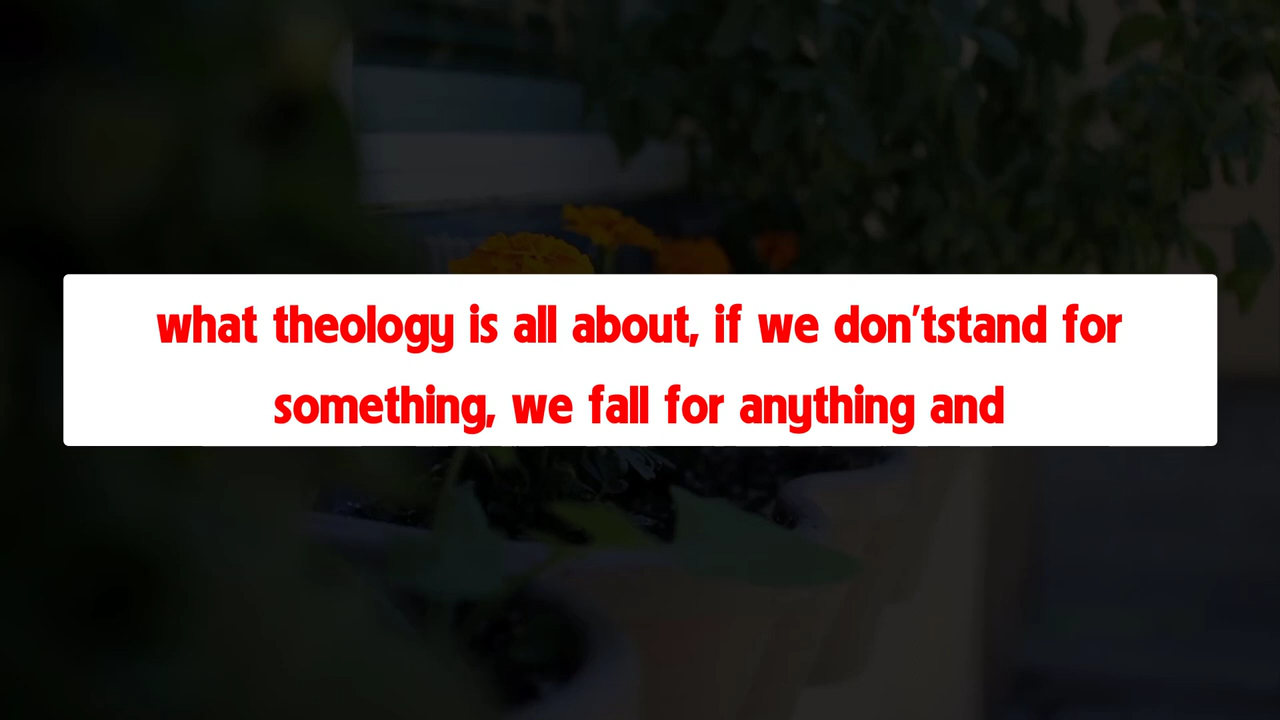 what theology is all about, if we don'tstand for
something, we fall for anything and